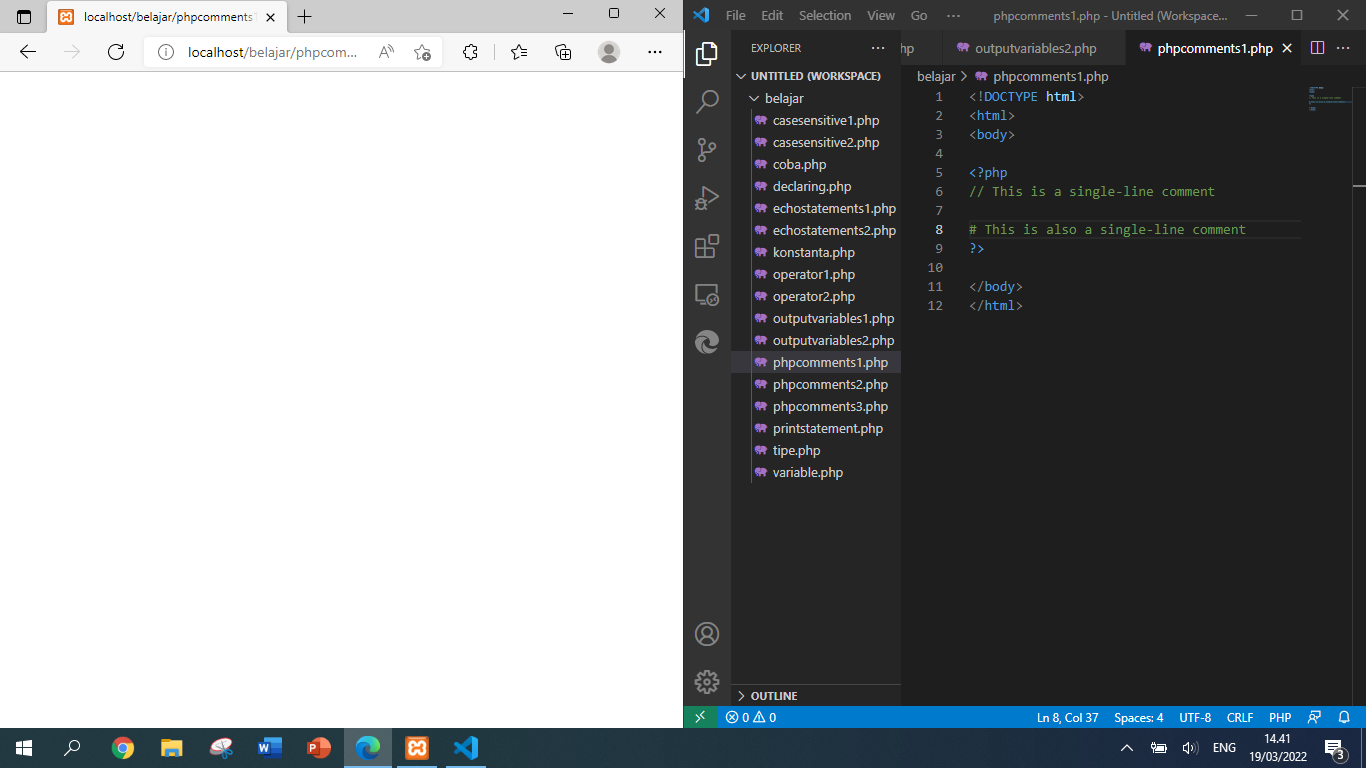 localhost/belajar/phpcomments1
localhost/belajar/phpcom...
File Edit Selection View Go ··· phpcomments1.php - Untitled (Workspace...
EXPLORER ···
UNTITLED (WORKSPACE)
belajar
casesensitive1.php
casesensitive2.php
coba.php
declaring.php
echostatements1.php
echostatements2.php
konstanta.php
operator1.php
operator2.php
outputvariables1.php
outputvariables2.php
phpcomments1.php
phpcomments2.php
phpcomments3.php
printstatement.php
tipe.php
variable.php
OUTLINE
hp outputvariables2.php phpcomments1.php
belajar > phpcomments1.php
1 <!DOCTYPE html>
2 <html>
3 <body>
4
5 <?php
6 // This is a single-line comment
7
8 # This is also a single-line comment
9 ?>
10
11 </body>
12 </html>
0 0 Ln 8, Col 37 Spaces: 4 UTF-8 CRLF PHP
ENG
14.41
19/03/2022
3